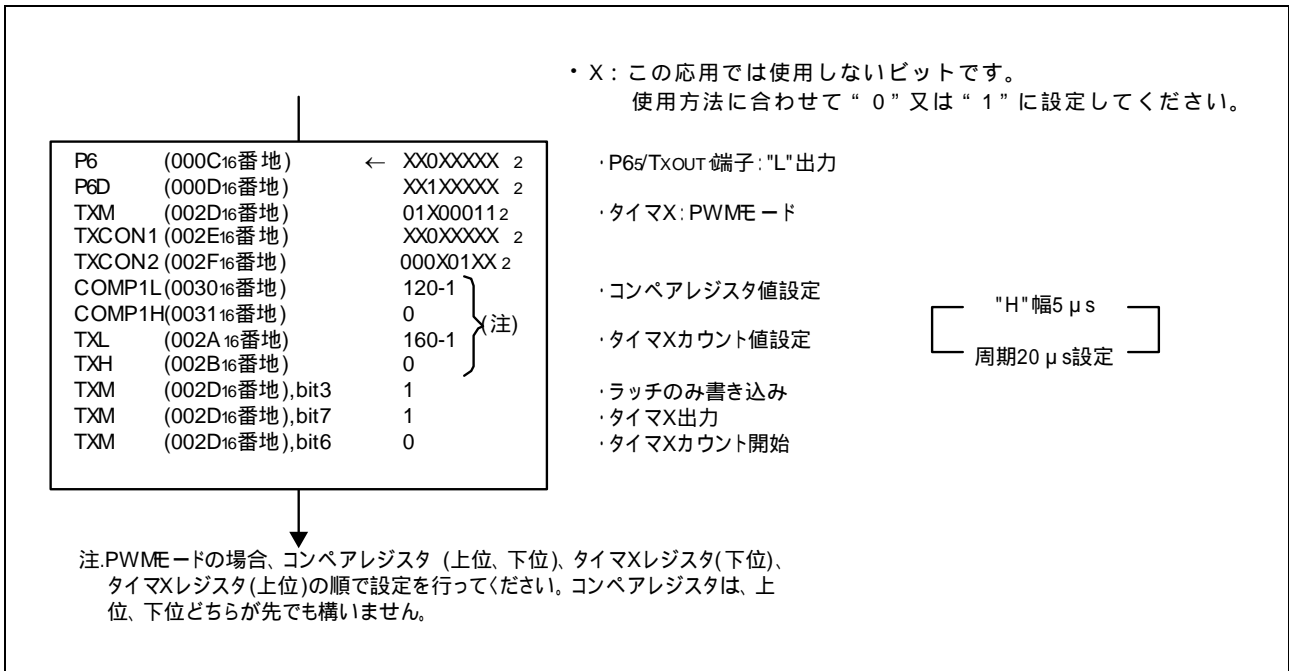 ・X：この応用では使用しないビットです。
使用方法に合わせて“0”又は“1”に設定してください。
P6 (000C16番地) ← XX0XXXXX 2 ・P65/TXOUT1端子:"L"出力
P6D (000D16番地) XX1XXXXX 2
TXM (002D16番地) 01X000112 ・タイマX:PWMモード
TXCON1 (002E16番地) XX0XXXXX 2
TXCON2 (002F16番地) 000X01XX 2
COMP1L(003016番地) 120-1 ・コンペアレジスタ値設定
COMP1H(003116番地) 0
(注)
TXL (002A16番地) 160-1 ・タイマXカウント値設定
TXH (002B16番地) 0
"H"幅5μs
周期20μs設定
TXM (002D16番地),bit3 1 ・ラッチのみ書き込み
TXM (002D16番地),bit7 1 ・タイマX出力
TXM (002D16番地),bit6 0 ・タイマXカウント開始
注.PWMモードの場合、コンペアレジスタ (上位、下位)、タイマXレジスタ(下位)、
タイマXレジスタ(上位)の順で設定を行ってください。コンペアレジスタは、上
位、下位どちらが先でも構いません。